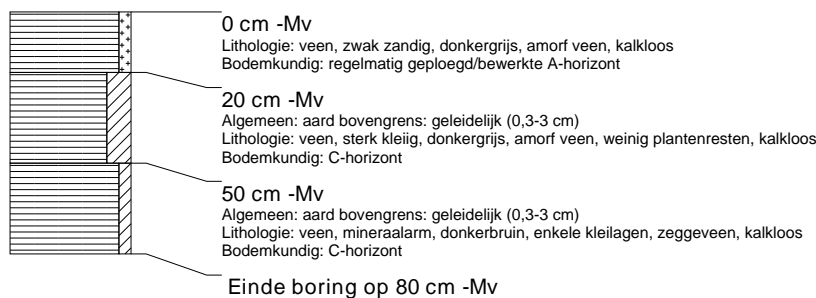 0 cm -Mv
Lithologie: veen, zwak zandig, donkergrijs, amorf veen, kalkloos
Bodemkundig: regelmatig geploegd/bewerkte A-horizont
20 cm -Mv
Algemeen: aard bovengrens: geleidelijk (0,3-3 cm)
Lithologie: veen, sterk kleiig, donkergrijs, amorf veen, weinig plantenresten, kalkloos
Bodemkundig: C-horizont
50 cm -Mv
Algemeen: aard bovengrens: geleidelijk (0,3-3 cm)
Lithologie: veen, mineraalarm, donkerbruin, enkele kleilagen, zeggeveen, kalkloos
Bodemkundig: C-horizont
Einde boring op 80 cm -Mv